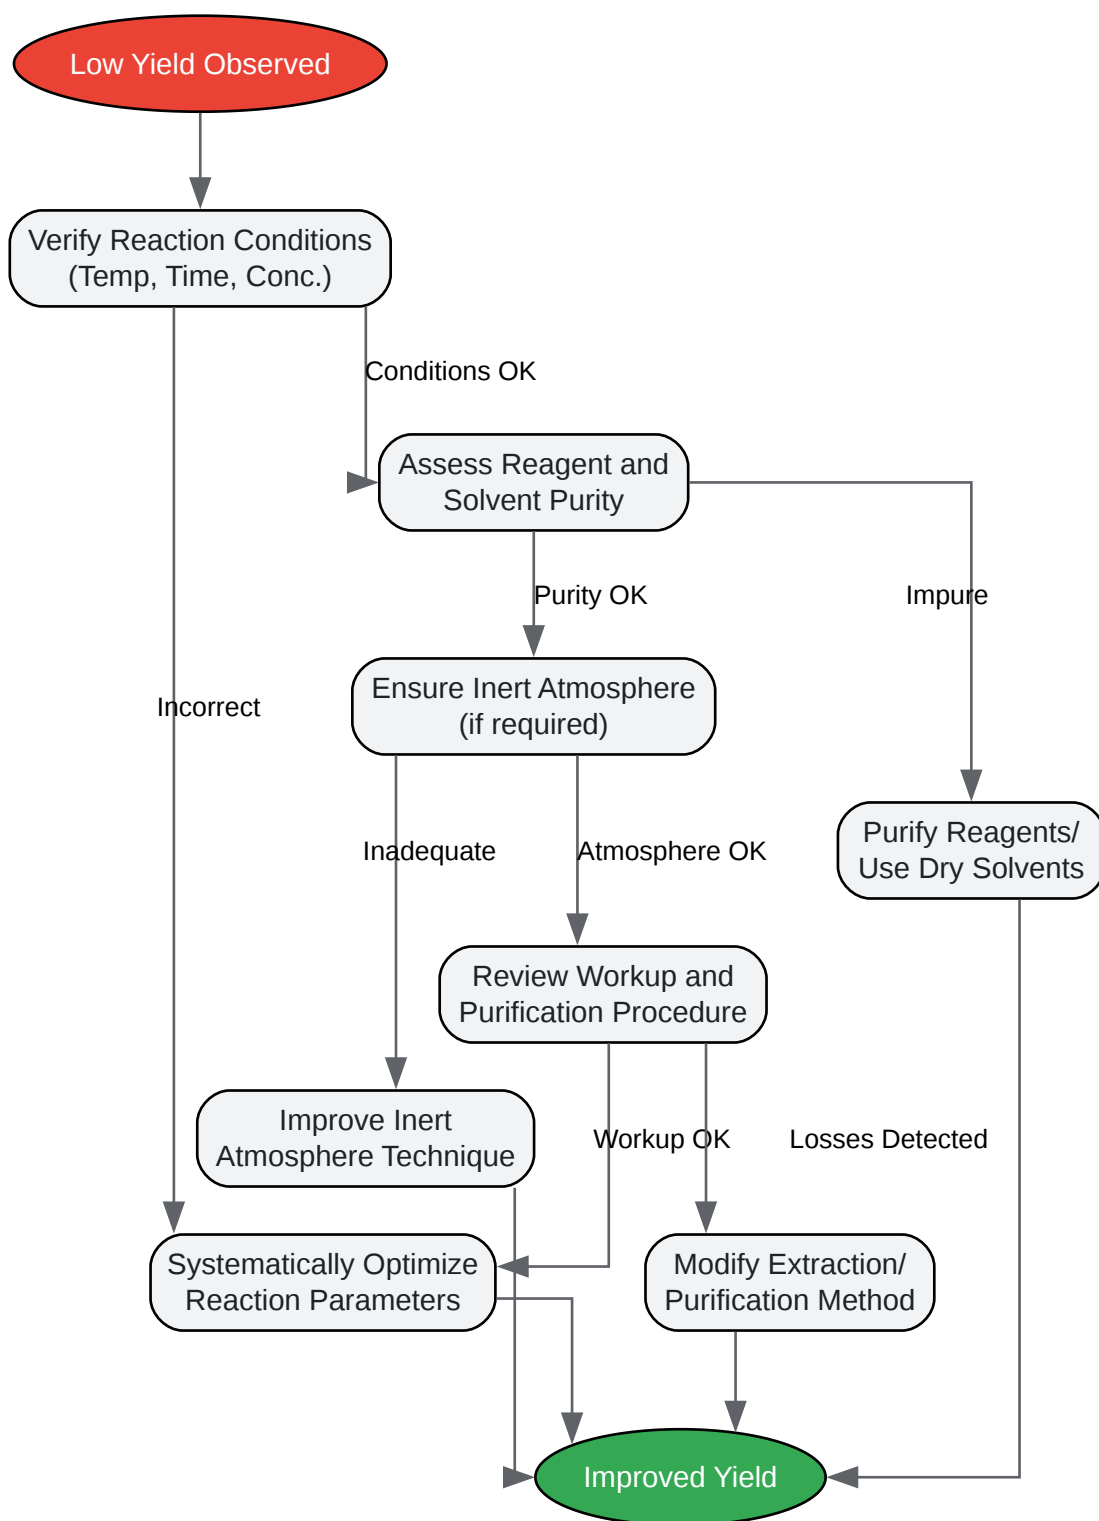 Low Yield Observed
Verify Reaction Conditions
(Temp, Time, Conc.)
Conditions OK
Assess Reagent and
Solvent Purity
Purity OK
Impure
Ensure Inert Atmosphere
(if required)
Incorrect
Inadequate
Atmosphere OK
Purify Reagents/
Use Dry Solvents
Review Workup and
Purification Procedure
Improve Inert
Atmosphere Technique
Workup OK
Losses Detected
Systematically Optimize
Reaction Parameters
Modify Extraction/
Purification Method
Improved Yield